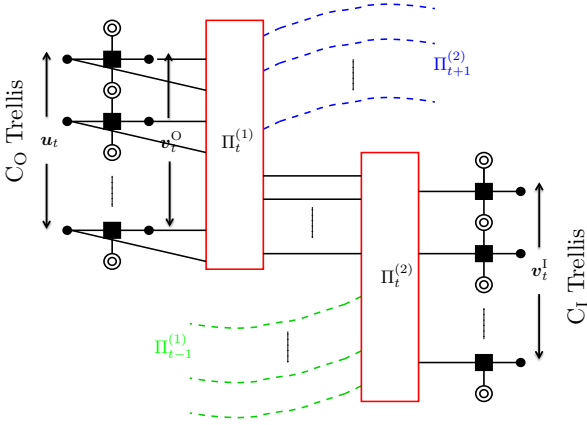 C_O Trellis
u_t
v_t^O
Π_t^(1)
Π_{t+1}^(2)
Π_{t-1}^(1)
Π_t^(2)
v_t^I
C_I Trellis